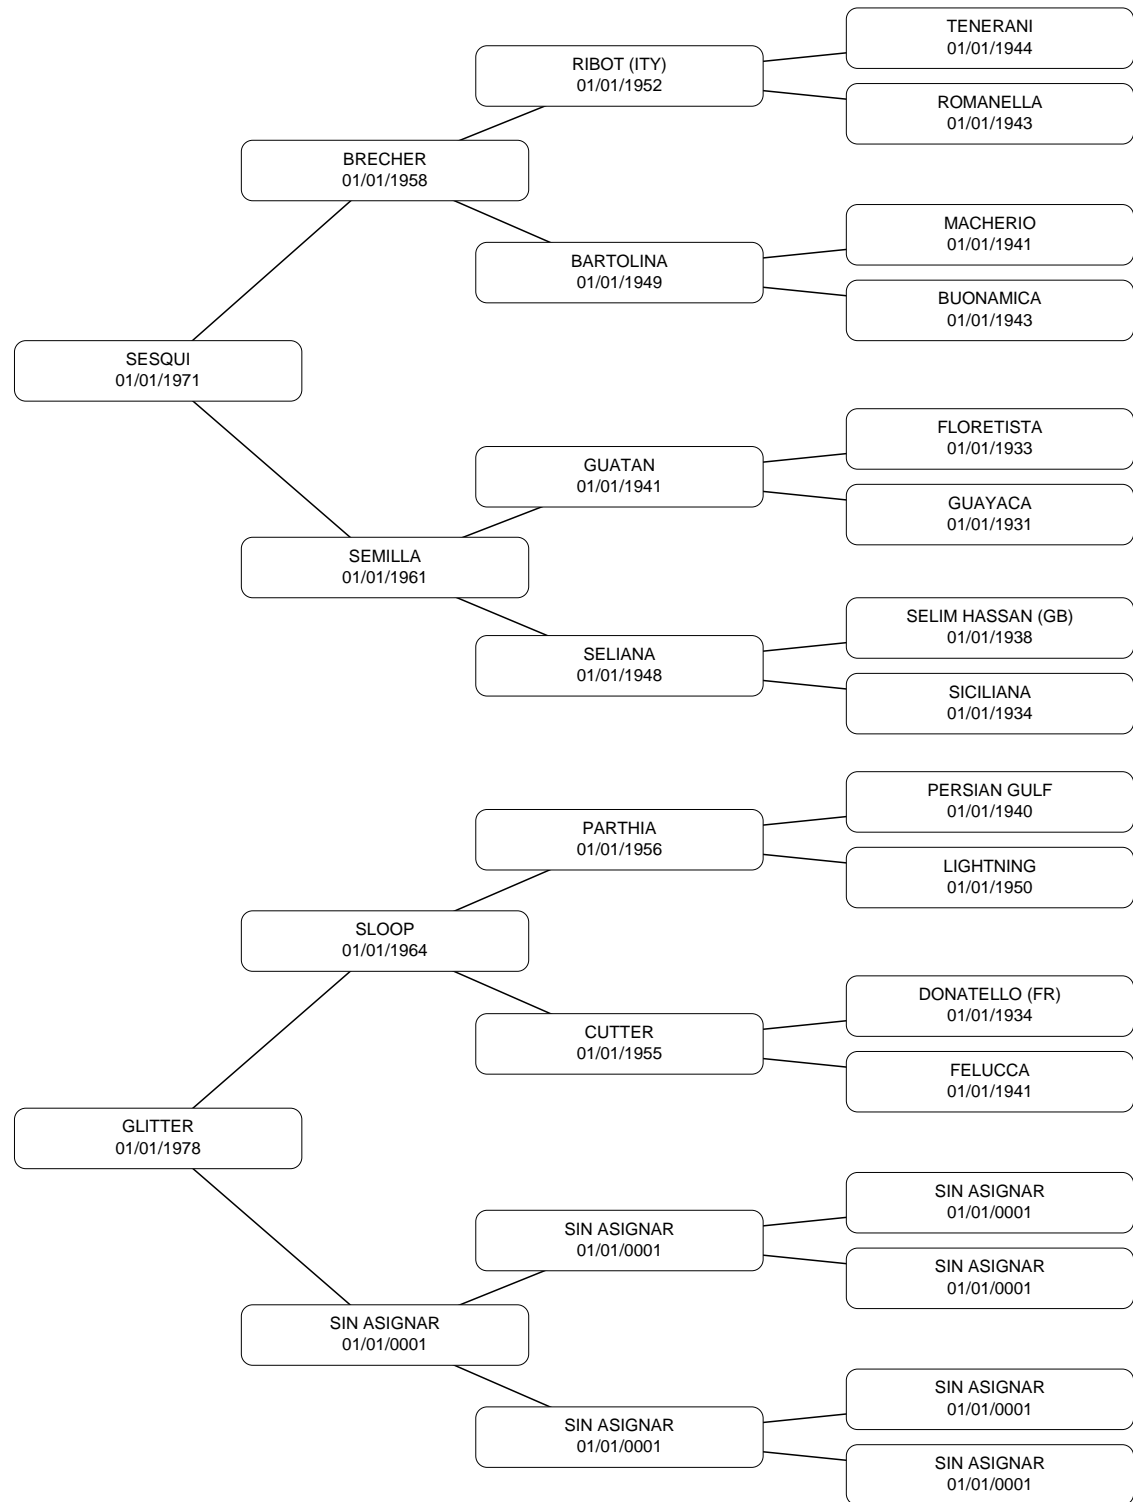 TENERANI
01/01/1944
RIBOT (ITY)
01/01/1952
ROMANELLA
01/01/1943
BRECHER
01/01/1958
MACHERIO
01/01/1941
BARTOLINA
01/01/1949
BUONAMICA
01/01/1943
SESQUI
01/01/1971
FLORETISTA
01/01/1933
GUATAN
01/01/1941
GUAYACA
01/01/1931
SEMILLA
01/01/1961
SELIM HASSAN (GB)
01/01/1938
SELIANA
01/01/1948
SICILIANA
01/01/1934
PERSIAN GULF
01/01/1940
PARTHIA
01/01/1956
LIGHTNING
01/01/1950
SLOOP
01/01/1964
DONATELLO (FR)
01/01/1934
CUTTER
01/01/1955
FELUCCA
01/01/1941
GLITTER
01/01/1978
SIN ASIGNAR
01/01/0001
SIN ASIGNAR
01/01/0001
SIN ASIGNAR
01/01/0001
SIN ASIGNAR
01/01/0001
SIN ASIGNAR
01/01/0001
SIN ASIGNAR
01/01/0001
SIN ASIGNAR
01/01/0001